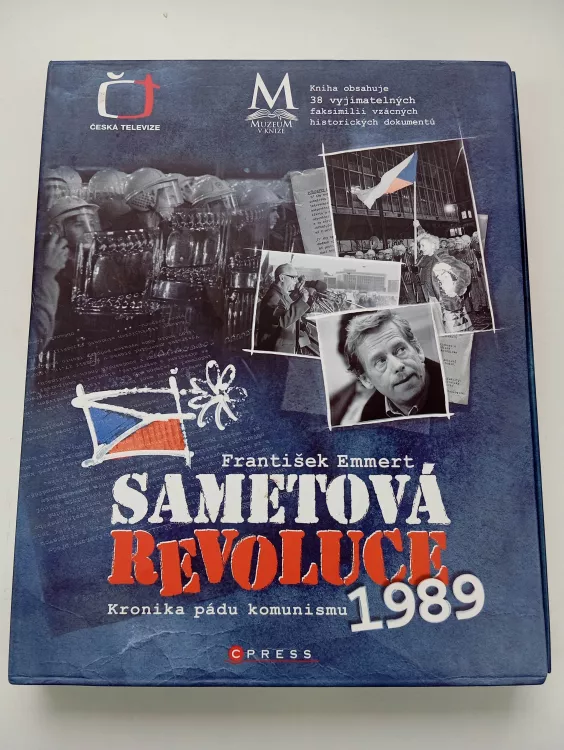 ČESKÁ TELEVIZE
M
MUZEUM
V KNIZE
Kniha obsahuje
38 vyjímatelných
faksimilií vzácných
historických dokumentů
František Emmert
SAMETOVÁ
REVOLUCE
1989
Kronika pádu komunismu
CPRESS